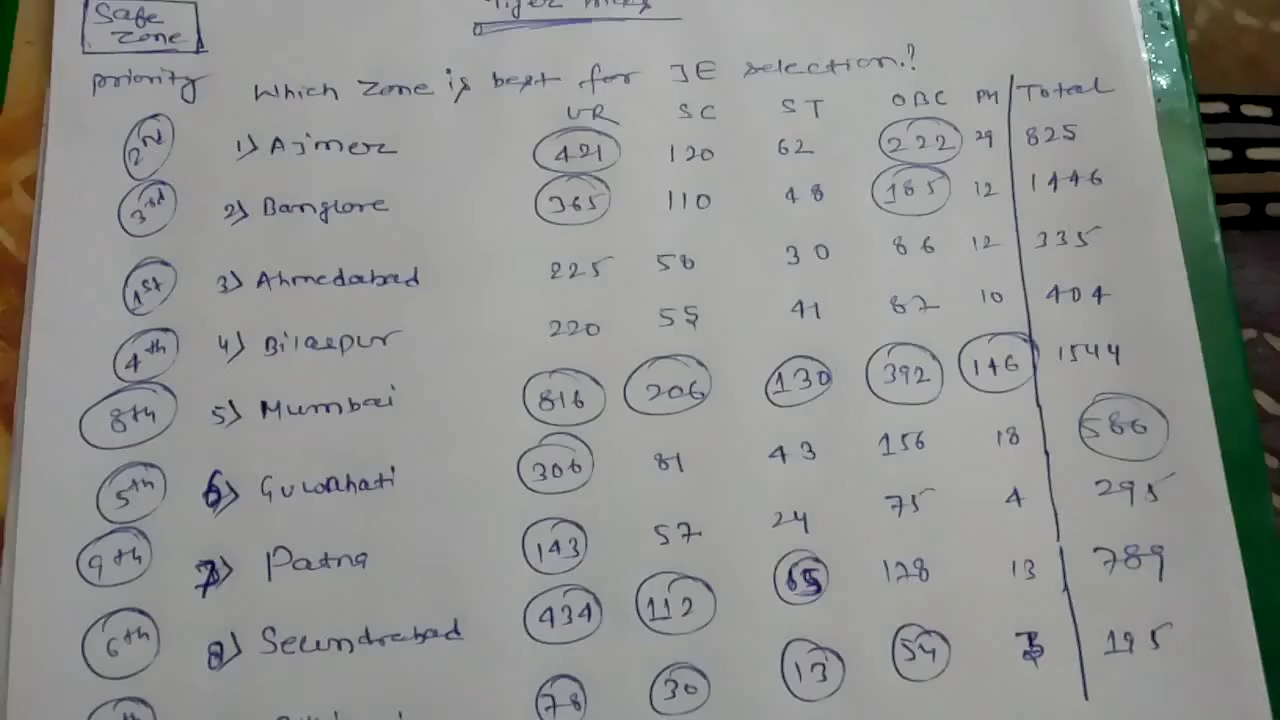 Safe
Zone
priority Which Zone is best for JE selection.?
UR SC ST OBC PH Total
2nd 1) Ajmer 421 120 62 222 29 825
3rd 2) Banglore 365 110 48 185 12 1446
1st 3) Ahmedabad 225 58 30 86 12 335
4th 4) Bilaspur 220 55 41 87 10 404
8th 5) Mumbai 816 206 130 392 146 1544
5th 6) Guwahati 306 81 43 156 18 586
9th 7) Patna 143 57 24 75 4 295
6th 8) Secundrabad 434 112 65 178 13 789
78 30 13 54 195